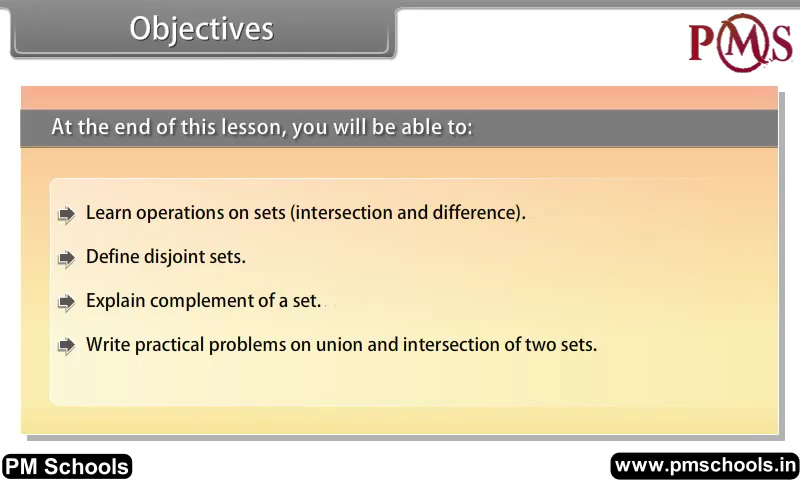 Objectives
PMS
At the end of this lesson, you will be able to:
Learn operations on sets (intersection and difference).
Define disjoint sets.
Explain complement of a set.
Write practical problems on union and intersection of two sets.
PM Schools
www.pmschools.in